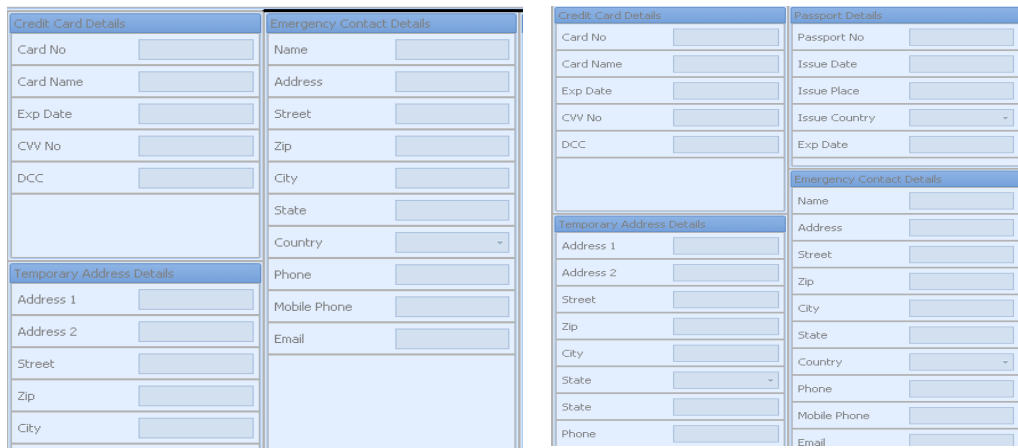 Credit Card Details
Card No
Card Name
Exp Date
CVV No
DCC
Temporary Address Details
Address 1
Address 2
Street
Zip
City
Emergency Contact Details
Name
Address
Street
Zip
City
State
Country
Phone
Mobile Phone
Email
Credit Card Details
Card No
Card Name
Exp Date
CVV No
DCC
Temporary Address Details
Address 1
Address 2
Street
Zip
City
State
State
Phone
Passport Details
Passport No
Issue Date
Issue Place
Issue Country
Exp Date
Emergency Contact Details
Name
Address
Street
Zip
City
State
Country
Phone
Mobile Phone
Email